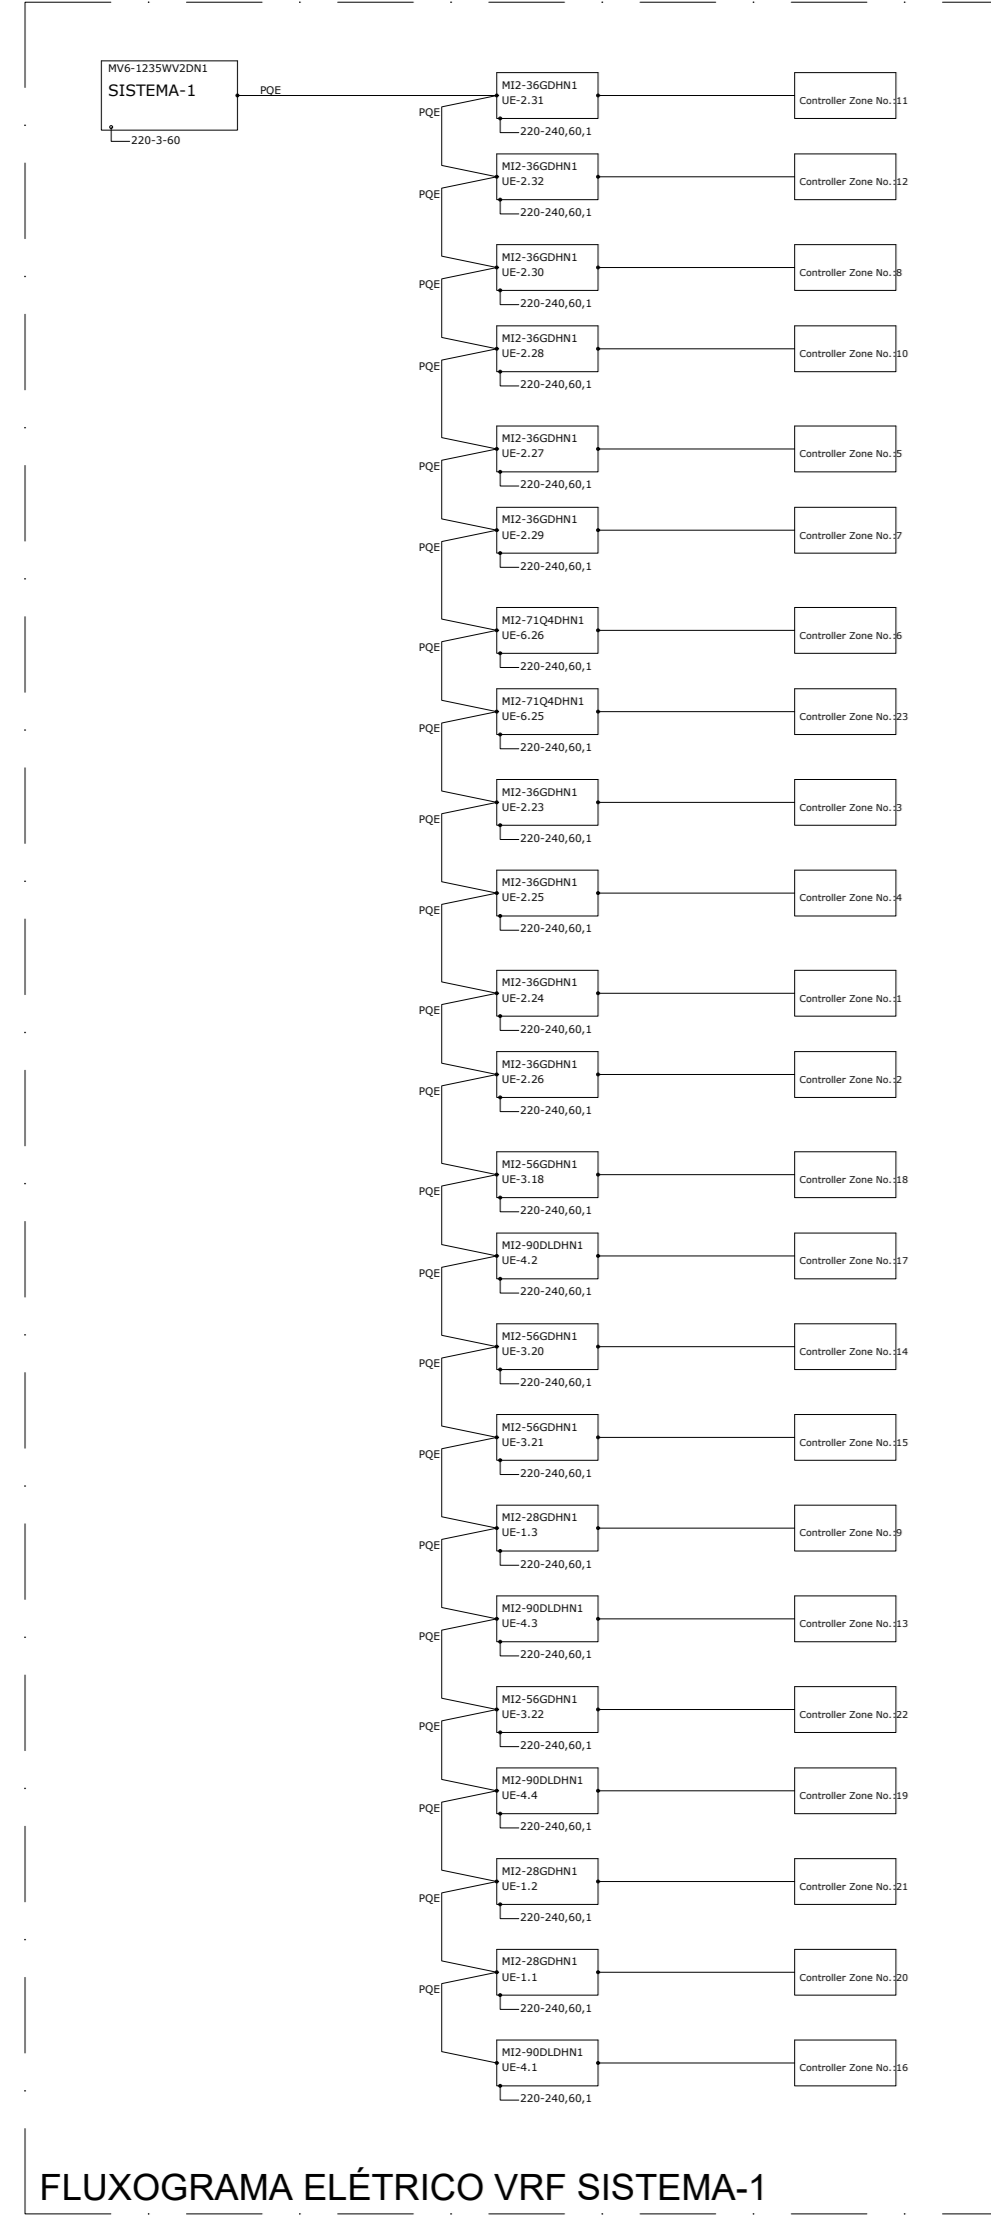 MV6-1235WV2DN1
SISTEMA-1
220-3-60
PQE
MI2-36GDHN1
UE-2.31
220-240,60,1
Controller Zone No.:11
PQE
MI2-36GDHN1
UE-2.32
220-240,60,1
Controller Zone No.:12
PQE
MI2-36GDHN1
UE-2.30
220-240,60,1
Controller Zone No.:8
PQE
MI2-36GDHN1
UE-2.28
220-240,60,1
Controller Zone No.:10
PQE
MI2-36GDHN1
UE-2.27
220-240,60,1
Controller Zone No.:5
PQE
MI2-36GDHN1
UE-2.29
220-240,60,1
Controller Zone No.:7
PQE
MI2-71Q4DHN1
UE-6.26
220-240,60,1
Controller Zone No.:6
PQE
MI2-71Q4DHN1
UE-6.25
220-240,60,1
Controller Zone No.:23
PQE
MI2-36GDHN1
UE-2.23
220-240,60,1
Controller Zone No.:3
PQE
MI2-36GDHN1
UE-2.25
220-240,60,1
Controller Zone No.:4
PQE
MI2-36GDHN1
UE-2.24
220-240,60,1
Controller Zone No.:1
PQE
MI2-36GDHN1
UE-2.26
220-240,60,1
Controller Zone No.:2
PQE
MI2-56GDHN1
UE-3.18
220-240,60,1
Controller Zone No.:18
PQE
MI2-90DLDHN1
UE-4.2
220-240,60,1
Controller Zone No.:17
PQE
MI2-56GDHN1
UE-3.20
220-240,60,1
Controller Zone No.:14
PQE
MI2-56GDHN1
UE-3.21
220-240,60,1
Controller Zone No.:15
PQE
MI2-28GDHN1
UE-1.3
220-240,60,1
Controller Zone No.:9
PQE
MI2-90DLDHN1
UE-4.3
220-240,60,1
Controller Zone No.:13
PQE
MI2-56GDHN1
UE-3.22
220-240,60,1
Controller Zone No.:22
PQE
MI2-90DLDHN1
UE-4.4
220-240,60,1
Controller Zone No.:19
PQE
MI2-28GDHN1
UE-1.2
220-240,60,1
Controller Zone No.:21
PQE
MI2-28GDHN1
UE-1.1
220-240,60,1
Controller Zone No.:20
PQE
MI2-90DLDHN1
UE-4.1
220-240,60,1
Controller Zone No.:16
FLUXOGRAMA ELÉTRICO VRF SISTEMA-1